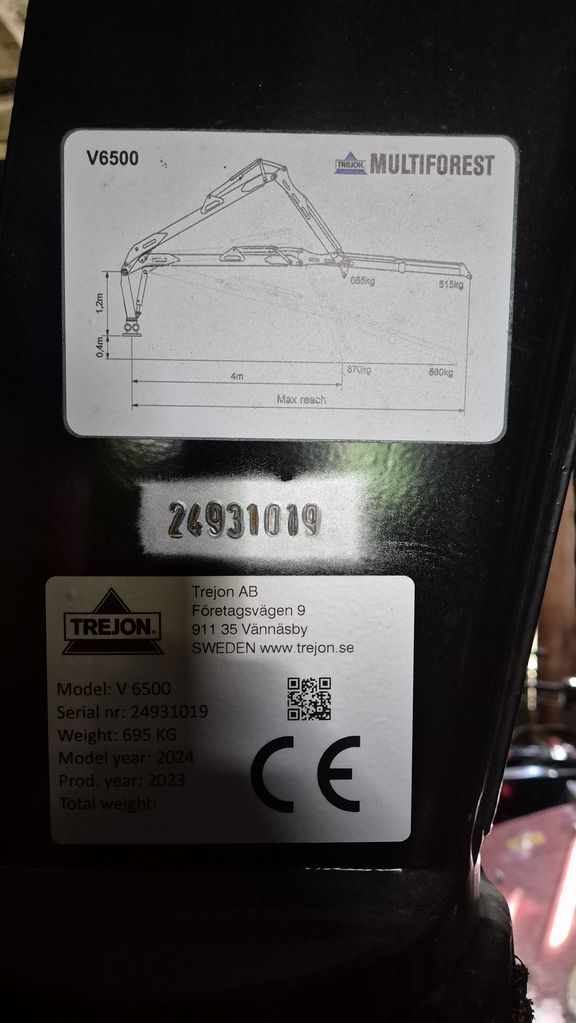 V6500
TREJON MULTIFOREST
665kg
515kg
1,2m
0,4m
4m
870kg
580kg
Max reach
24931019
TREJON®
Trejon AB
Företagsvägen 9
911 35 Vännäsby
SWEDEN www.trejon.se
Model: V 6500
Serial nr: 24931019
Weight: 695 KG
Model year: 2024
Prod. year: 2023
Total weight:
CE